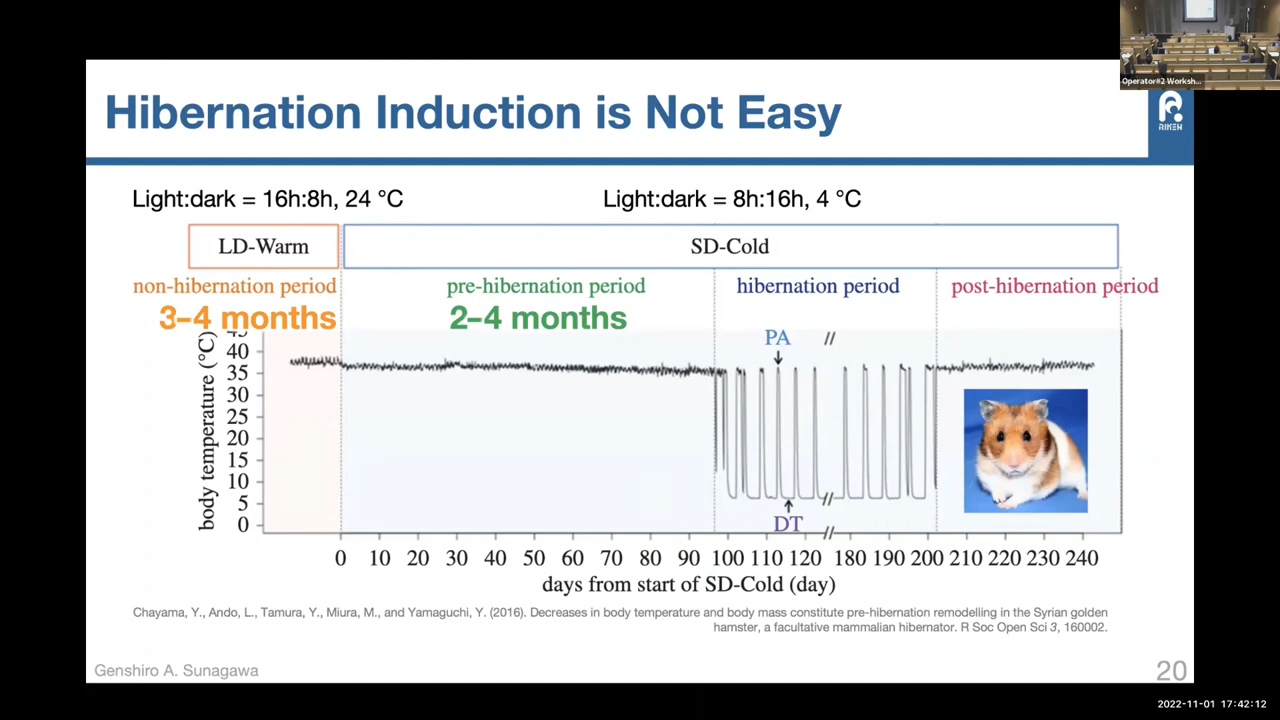 Operator#2 Worksh...
Hibernation Induction is Not Easy
RIKEN
Light:dark = 16h:8h, 24 °C
Light:dark = 8h:16h, 4 °C
LD-Warm
SD-Cold
non-hibernation period
pre-hibernation period
hibernation period
post-hibernation period
3–4 months
2–4 months
PA
//
body temperature (°C)
45
40
35
30
25
20
15
10
5
0
//
DT
//
0 10 20 30 40 50 60 70 80 90 100 110 120 180 190 200 210 220 230 240
days from start of SD-Cold (day)
Chayama, Y., Ando, L., Tamura, Y., Miura, M., and Yamaguchi, Y. (2016). Decreases in body temperature and body mass constitute pre-hibernation remodelling in the Syrian golden
hamster, a facultative mammalian hibernator. R Soc Open Sci 3, 160002.
Genshiro A. Sunagawa
20
2022-11-01 17:42:12